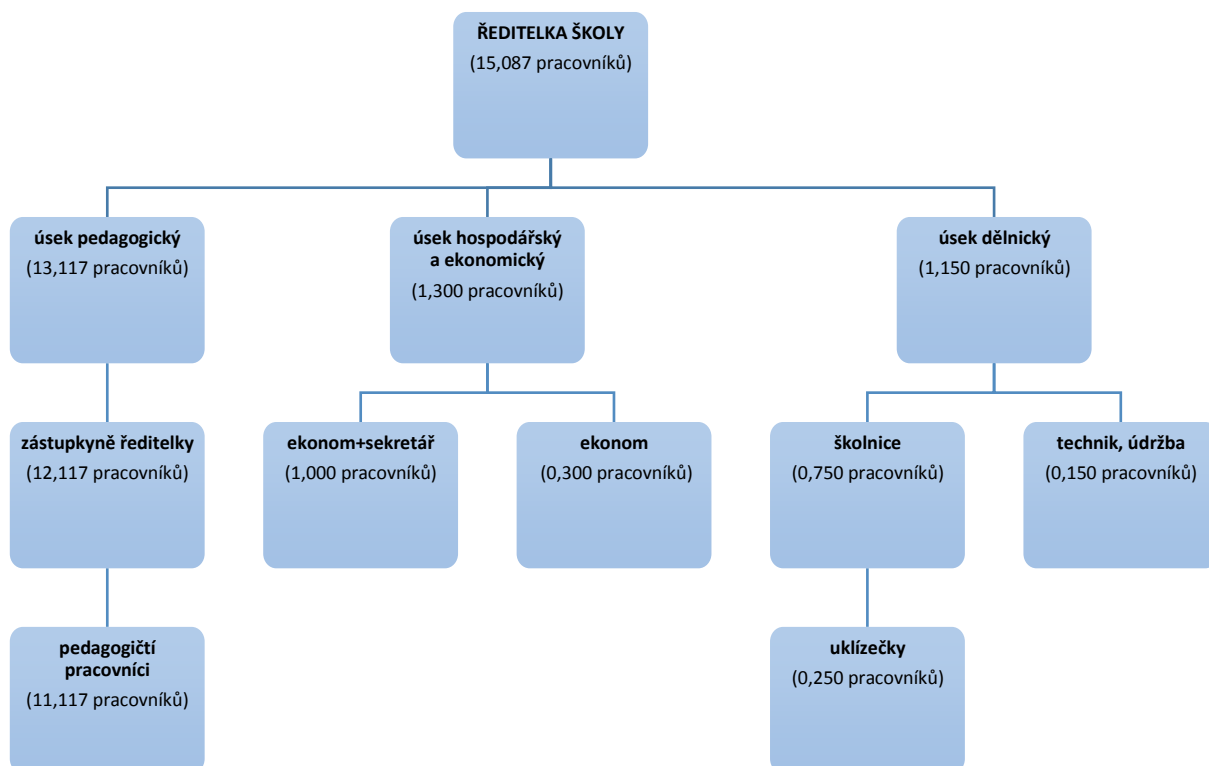 ŘEDITELKA ŠKOLY
(15,087 pracovníků)
úsek pedagogický
(13,117 pracovníků)
úsek hospodářský
a ekonomický
(1,300 pracovníků)
úsek dělnický
(1,150 pracovníků)
zástupkyně ředitelky
(12,117 pracovníků)
ekonom+sekretář
(1,000 pracovníků)
ekonom
(0,300 pracovníků)
školnice
(0,750 pracovníků)
technik, údržba
(0,150 pracovníků)
pedagogičtí
pracovníci
(11,117 pracovníků)
uklízečky
(0,250 pracovníků)